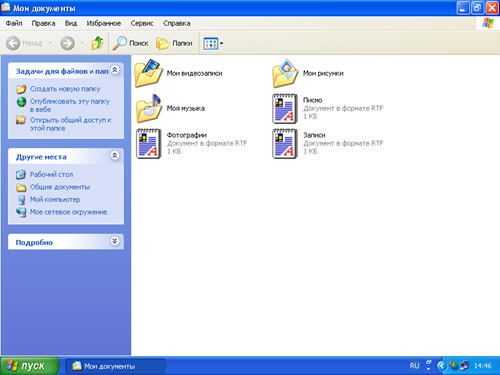 Мои документы
Файл Правка Вид Избранное Сервис Справка
Назад Поиск Папки
Задачи для файлов и пап
Создать новую папку
Опубликовать эту папку
в вебе
Открыть общий доступ к
этой папке
Другие места
Рабочий стол
Общие документы
Мой компьютер
Мое сетевое окружение
Подробно
Мои видеозаписи
Мои рисунки
Моя музыка
Писмо
Документ в формате RTF
1 КБ
Фотографии
Документ в формате RTF
1 КБ
Записи
Документ в формате RTF
1 КБ
пуск
Мои документы
RU
14:46